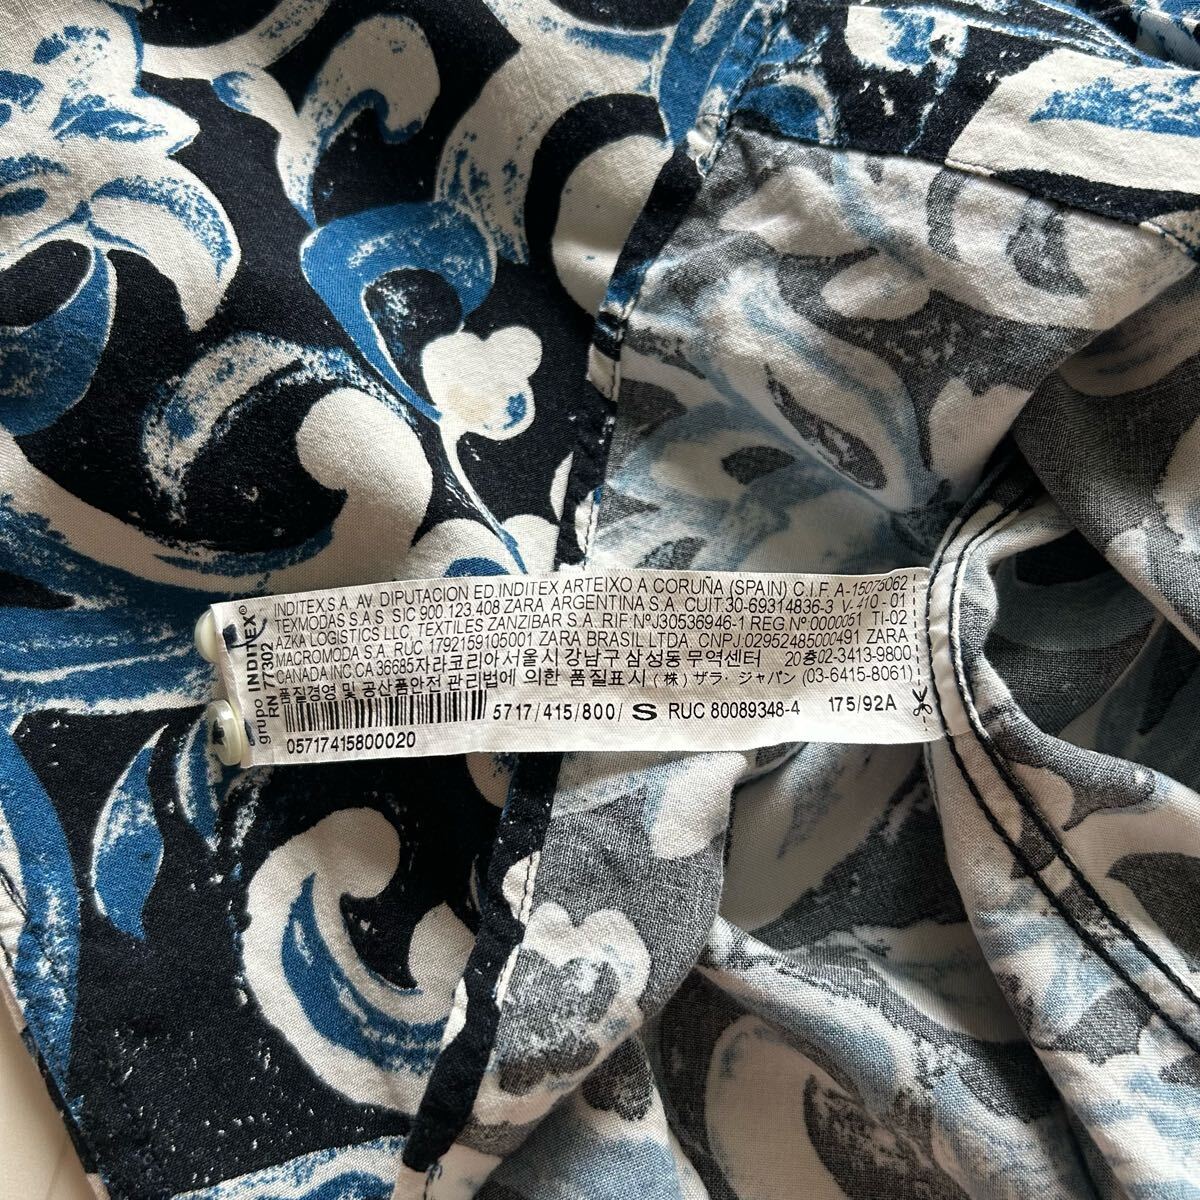 grupo INDITEX®
RN 77302
INDITEX S.A. AV. DIPUTACION ED.INDITEX ARTEIXO A CORUÑA (SPAIN) C.I.F. A-15075062
TEXMODAS S.A.S SIC 900 123 408 ZARA ARGENTINA S.A. CUIT 30-69314836-3 V-410-01
AZKA LOGISTICS LLC, TEXTILES ZANZIBAR S.A. RIF NºJ30536946-1 REG.Nº 0000051 TI-02
MACROMODA S.A. RUC 1792159105001 ZARA BRASIL LTDA. CNPJ:02952485000491 ZARA
CANADA INC.CA 36685자라코리아서울시강남구삼성동무역센터 20층02-3413-9800
품질경영 및 공산품안전 관리법에 의한 품질표시 (株) ザラ・ジャパン (03-6415-8061)
5717/415/800/ S RUC 80089348-4 175/92A
05717415800020